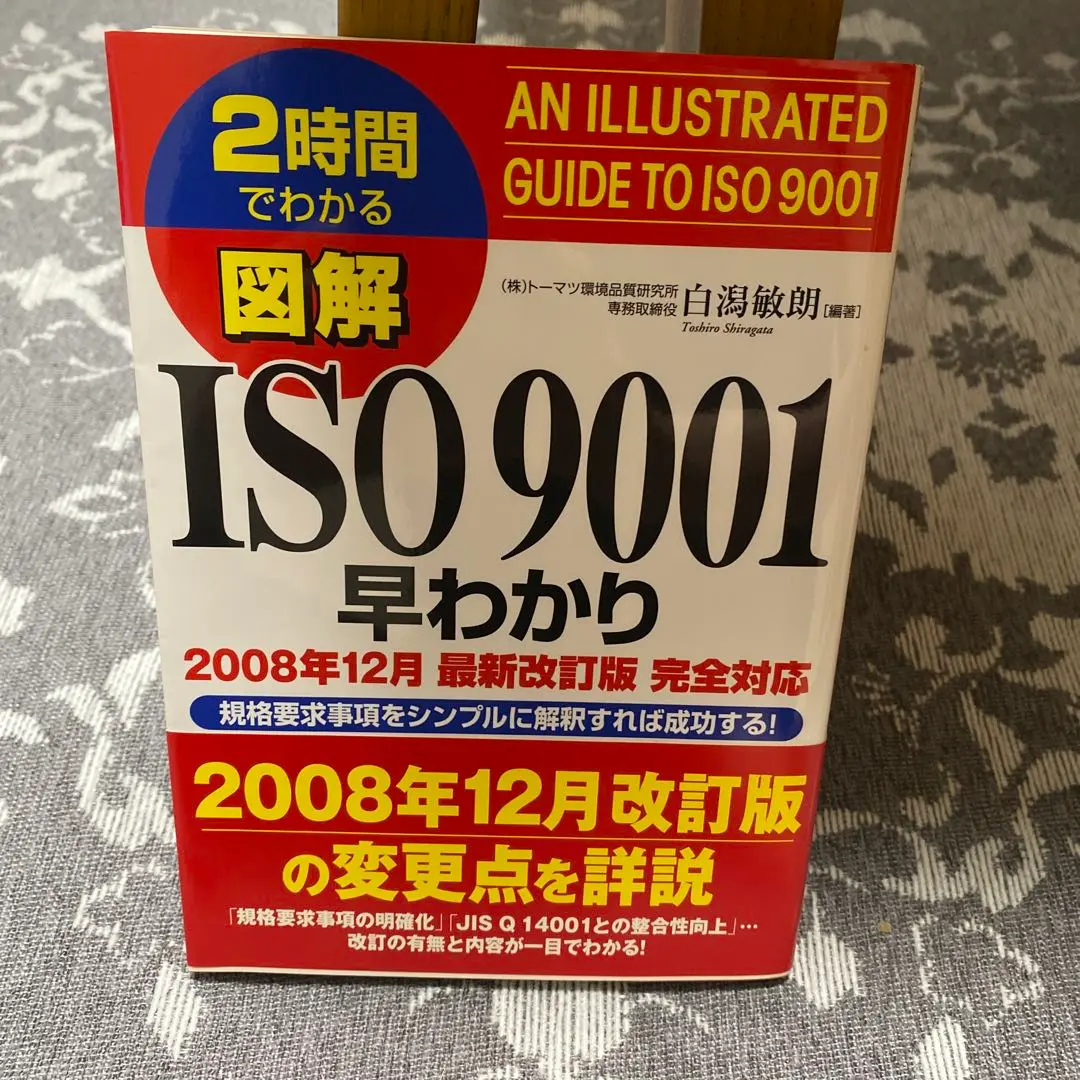 2時間
でわかる
図解
AN ILLUSTRATED
GUIDE TO ISO 9001
(株)トーマツ環境品質研究所
専務取締役 白潟敏朗[編著]
Toshiro Shiragata
ISO 9001
早わかり
2008年12月 最新改訂版 完全対応
規格要求事項をシンプルに解釈すれば成功する!
2008年12月改訂版
の変更点を詳説
「規格要求事項の明確化」「JIS Q 14001との整合性向上」…
改訂の有無と内容が一目でわかる!